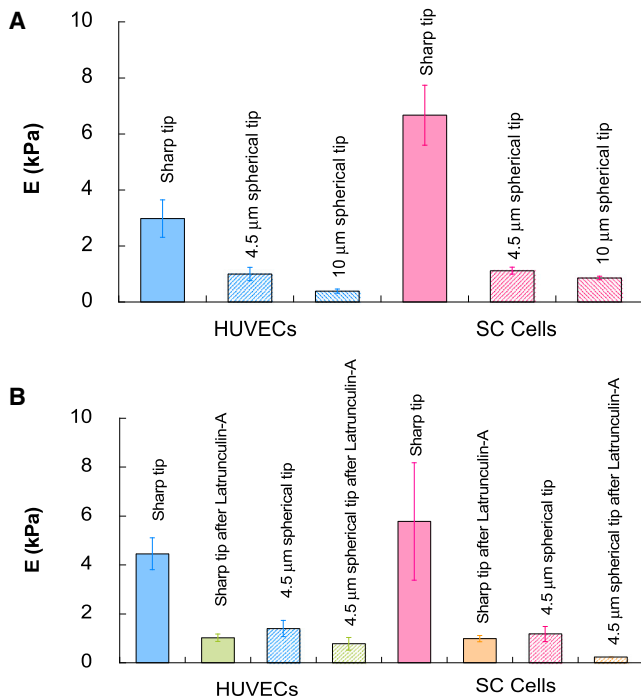 A
E (kPa)
10
8
6
4
2
0
Sharp tip
4.5 µm spherical tip
10 µm spherical tip
Sharp tip
4.5 µm spherical tip
10 µm spherical tip
HUVECs
SC Cells
B
E (kPa)
10
8
6
4
2
0
Sharp tip
Sharp tip after Latrunculin-A
4.5 µm spherical tip
4.5 µm spherical tip after Latrunculin-A
Sharp tip
Sharp tip after Latrunculin-A
4.5 µm spherical tip
4.5 µm spherical tip after Latrunculin-A
HUVECs
SC Cells